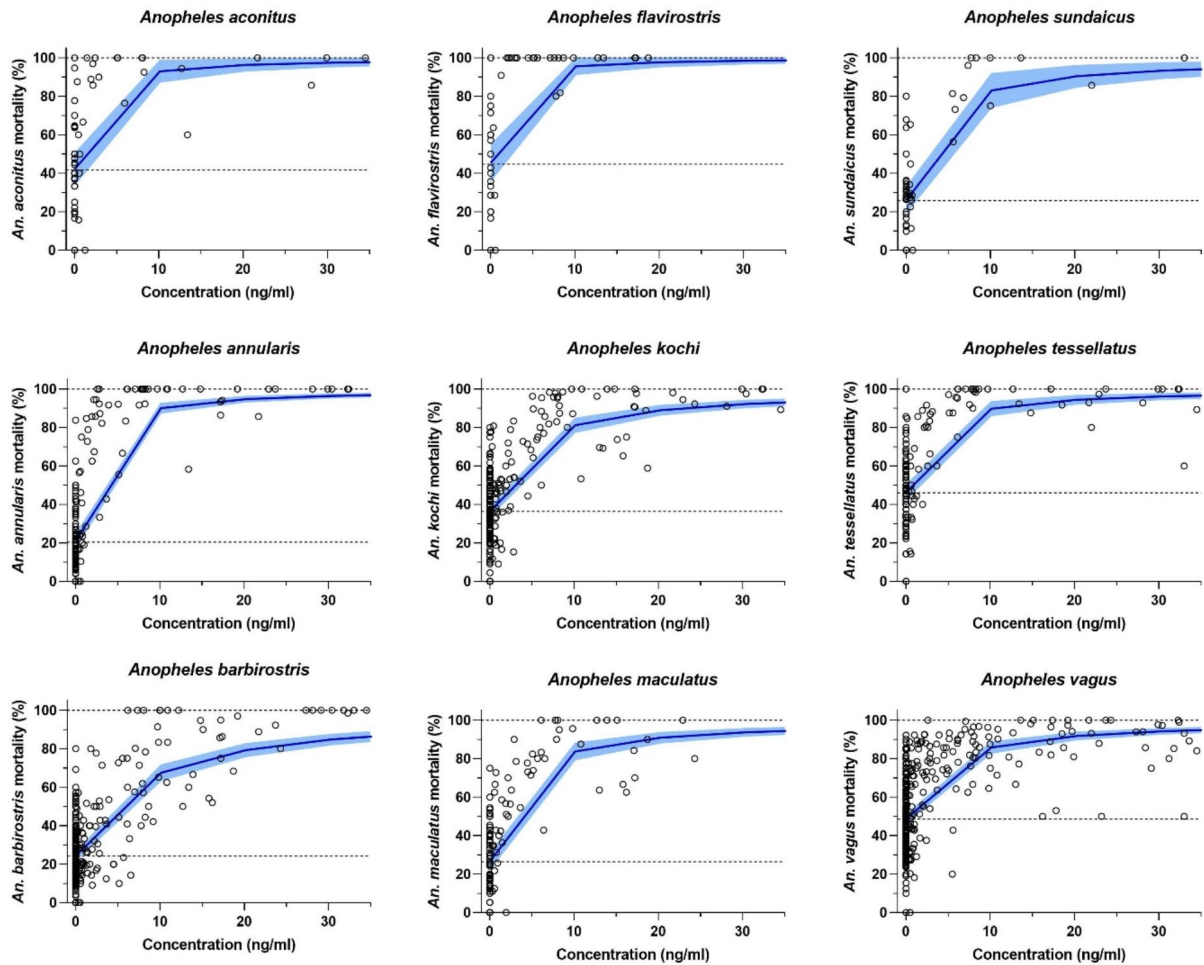 Anopheles aconitus
An. aconitus mortality (%)
100
80
60
40
20
0
0 10 20 30
Concentration (ng/ml)
Anopheles flavirostris
An. flavirostris mortality (%)
100
80
60
40
20
0
0 10 20 30
Concentration (ng/ml)
Anopheles sundaicus
An. sundaicus mortality (%)
100
80
60
40
20
0
0 10 20 30
Concentration (ng/ml)
Anopheles annularis
An. annularis mortality (%)
100
80
60
40
20
0
0 10 20 30
Concentration (ng/ml)
Anopheles kochi
An. kochi mortality (%)
100
80
60
40
20
0
0 10 20 30
Concentration (ng/ml)
Anopheles tessellatus
An. tessellatus mortality (%)
100
80
60
40
20
0
0 10 20 30
Concentration (ng/ml)
Anopheles barbirostris
An. barbirostris mortality (%)
100
80
60
40
20
0
0 10 20 30
Concentration (ng/ml)
Anopheles maculatus
An. maculatus mortality (%)
100
80
60
40
20
0
0 10 20 30
Concentration (ng/ml)
Anopheles vagus
An. vagus mortality (%)
100
80
60
40
20
0
0 10 20 30
Concentration (ng/ml)